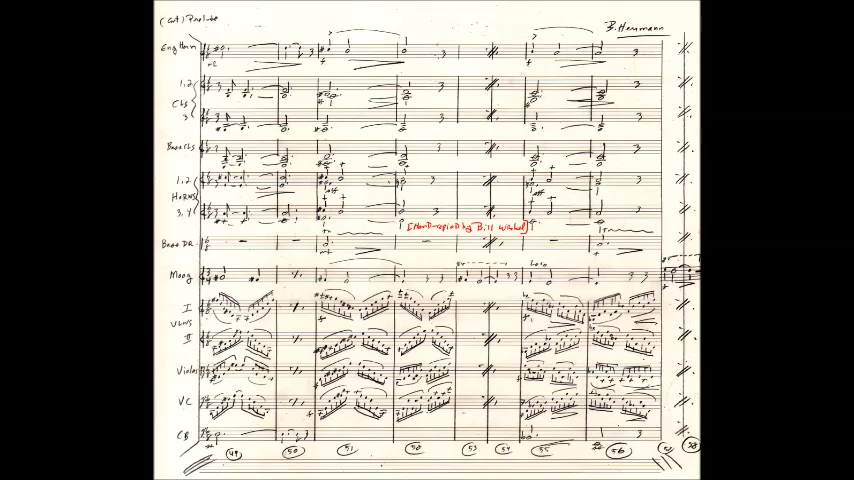 (Cut) Prelude
B. Herrmann
Eng Horn
1,2
Cls
3
Bass Cls
1,2
Horns
3,4
[Hand-copied by Bill Wrobel]
Bass Dr.
Moog
I
Vlns
II
Violas
VC
CB
49 50 51 52 53 54 55 56 57 58